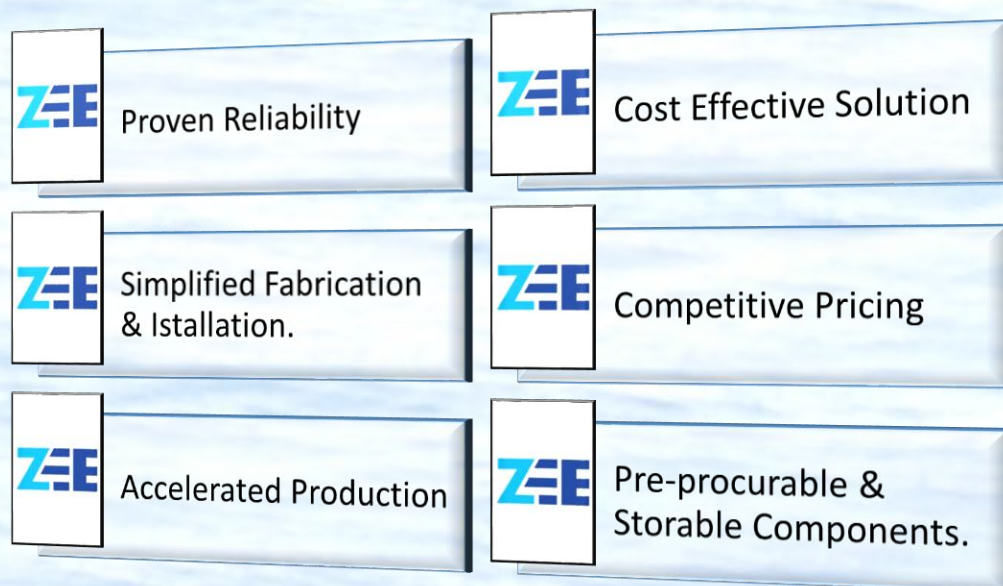 ZEE
Proven Reliability
ZEE
Cost Effective Solution
ZEE
Simplified Fabrication
& Istallation.
ZEE
Competitive Pricing
ZEE
Accelerated Production
ZEE
Pre-procurable &
Storable Components.